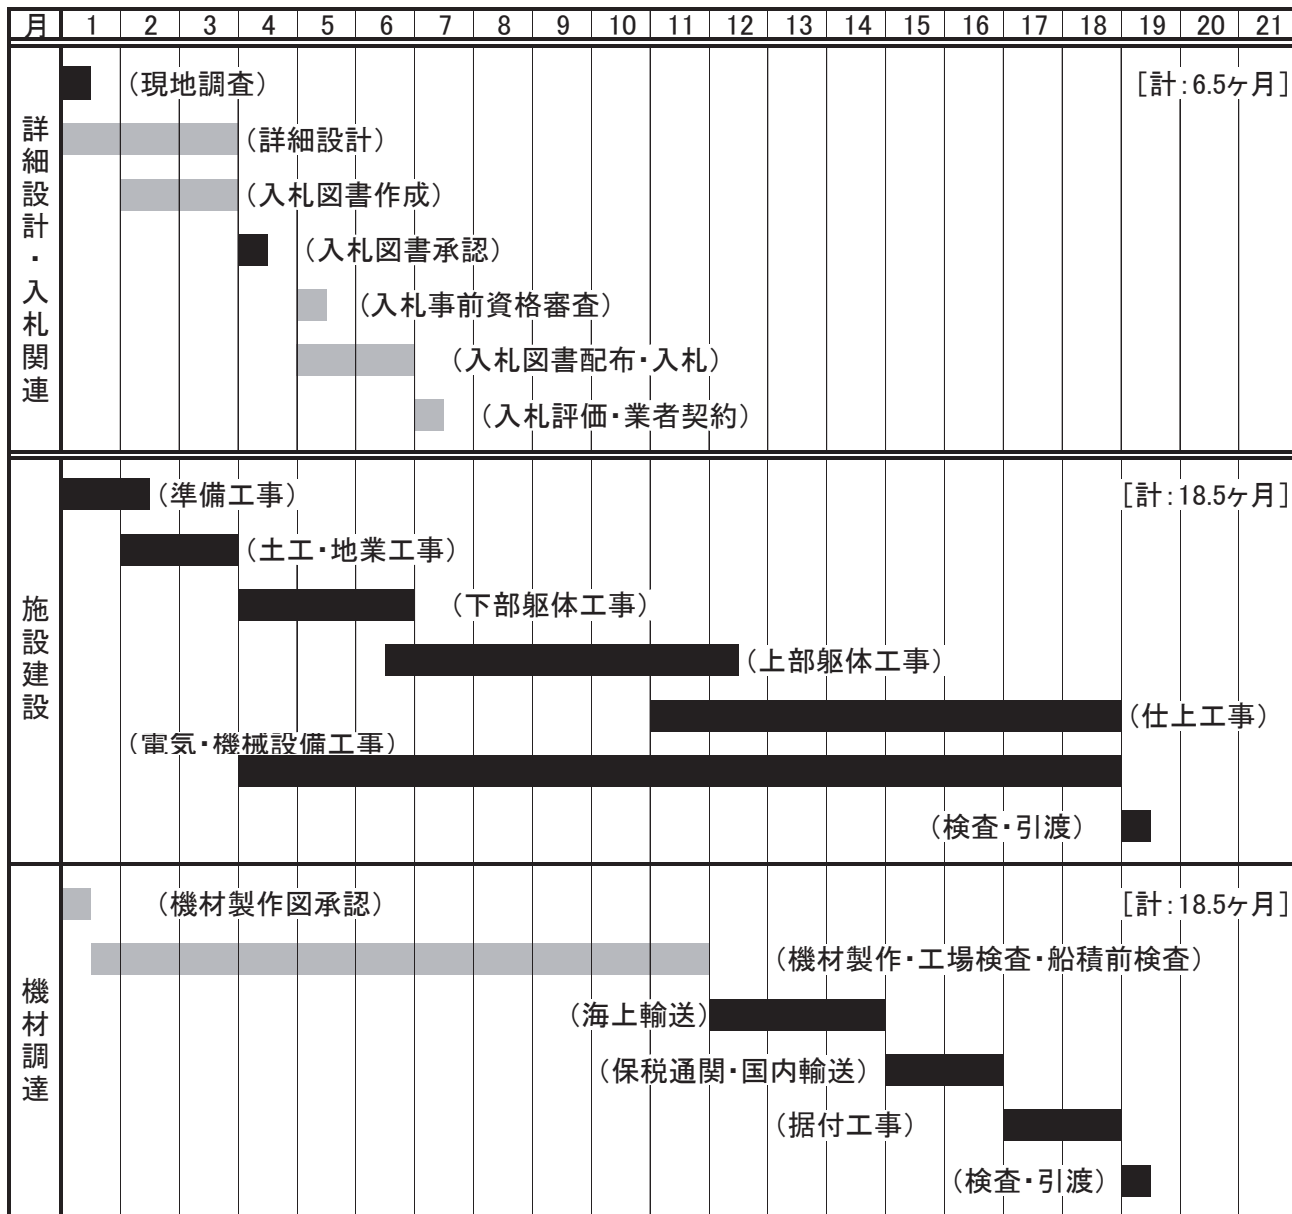 月 1 2 3 4 5 6 7 8 9 10 11 12 13 14 15 16 17 18 19 20 21
詳細設計・入札関連
（現地調査） ［計：6.5ヶ月］
（詳細設計）
（入札図書作成）
（入札図書承認）
（入札事前資格審査）
（入札図書配布・入札）
（入札評価・業者契約）
施設建設
（準備工事） ［計：18.5ヶ月］
（土工・地業工事）
（下部躯体工事）
（上部躯体工事）
（仕上工事）
（電気・機械設備工事）
（検査・引渡）
機材調達
（機材製作図承認） ［計：18.5ヶ月］
（機材製作・工場検査・船積前検査）
（海上輸送）
（保税通関・国内輸送）
（据付工事）
（検査・引渡）